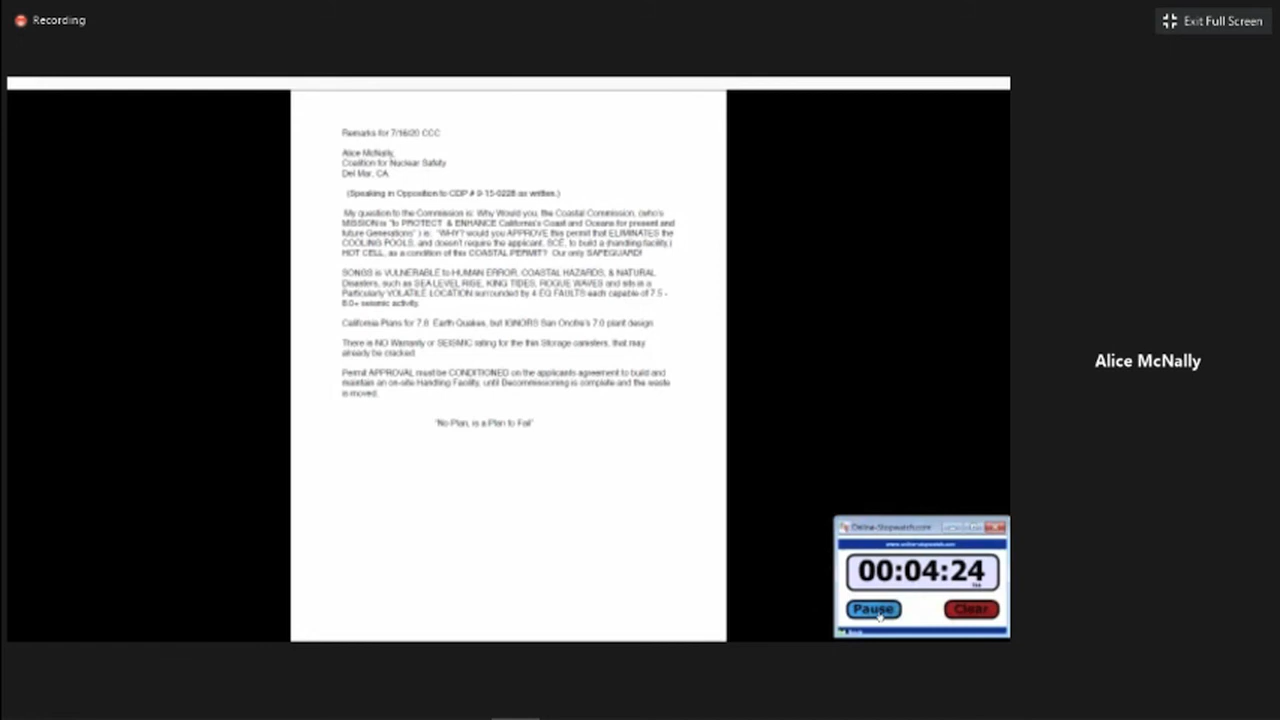 Recording
Exit Full Screen
Remarks for 7/16/20 CCC
Alice McNally,
Coalition for Nuclear Safety
Del Mar, CA
(Speaking in Opposition to CDP # 9-15-0228 as written.)
My question to the Commission is: Why Would you, the Coastal Commission, (who's
MISSION is "to PROTECT & ENHANCE California's Coast and Oceans for present and
future Generations" ) is: "WHY? would you APPROVE this permit that ELIMINATES the
COOLING POOLS, and doesn't require the applicant, SCE, to build a (handling facility,)
HOT CELL, as a condition of this COASTAL PERMIT? Our only SAFEGUARD!
SONGS is VULNERABLE to HUMAN ERROR, COASTAL HAZARDS, & NATURAL
Disasters, such as SEA LEVEL RISE, KING TIDES, ROGUE WAVES and sits in a
Particularly VOLATILE LOCATION surrounded by 4 EQ FAULTS each capable of 7.5 -
8.0+ seismic activity.
California Plans for 7.8 Earth Quakes, but IGNORS San Onofre's 7.0 plant design
There is NO Warranty or SEISMIC rating for the thin Storage canisters, that may
already be cracked.
Permit APPROVAL must be CONDITIONED on the applicants agreement to build and
maintain an on-site Handling Facility, until Decommissioning is complete and the waste
is moved.
"No Plan, is a Plan to Fail"
Alice McNally
Online-Stopwatch.com
www.online-stopwatch.com
00:04:24
Pause
Clear